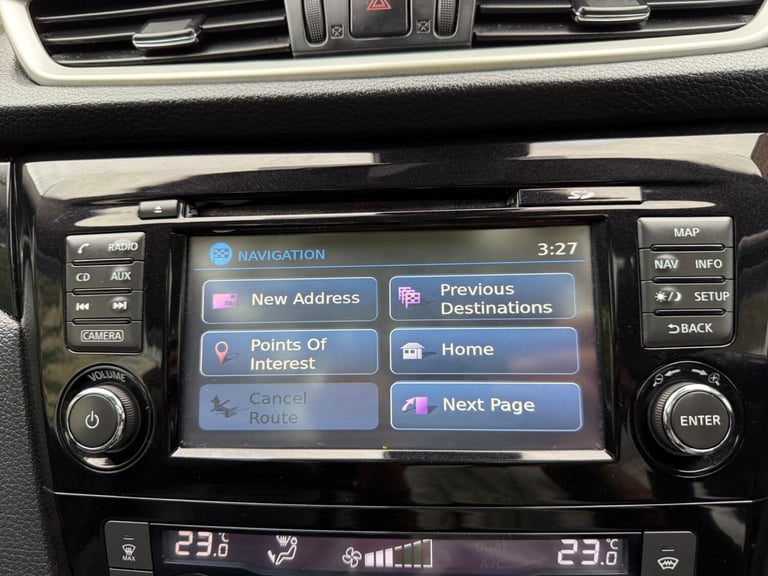 SD
RADIO
CD AUX
CAMERA
VOLUME
NAVIGATION 3:27
New Address
Previous
Destinations
Points Of
Interest
Home
Cancel
Route
Next Page
MAP
NAV INFO
SETUP
BACK
ENTER
MAX
23.0 °C
DUAL
A/C
23.0 °C